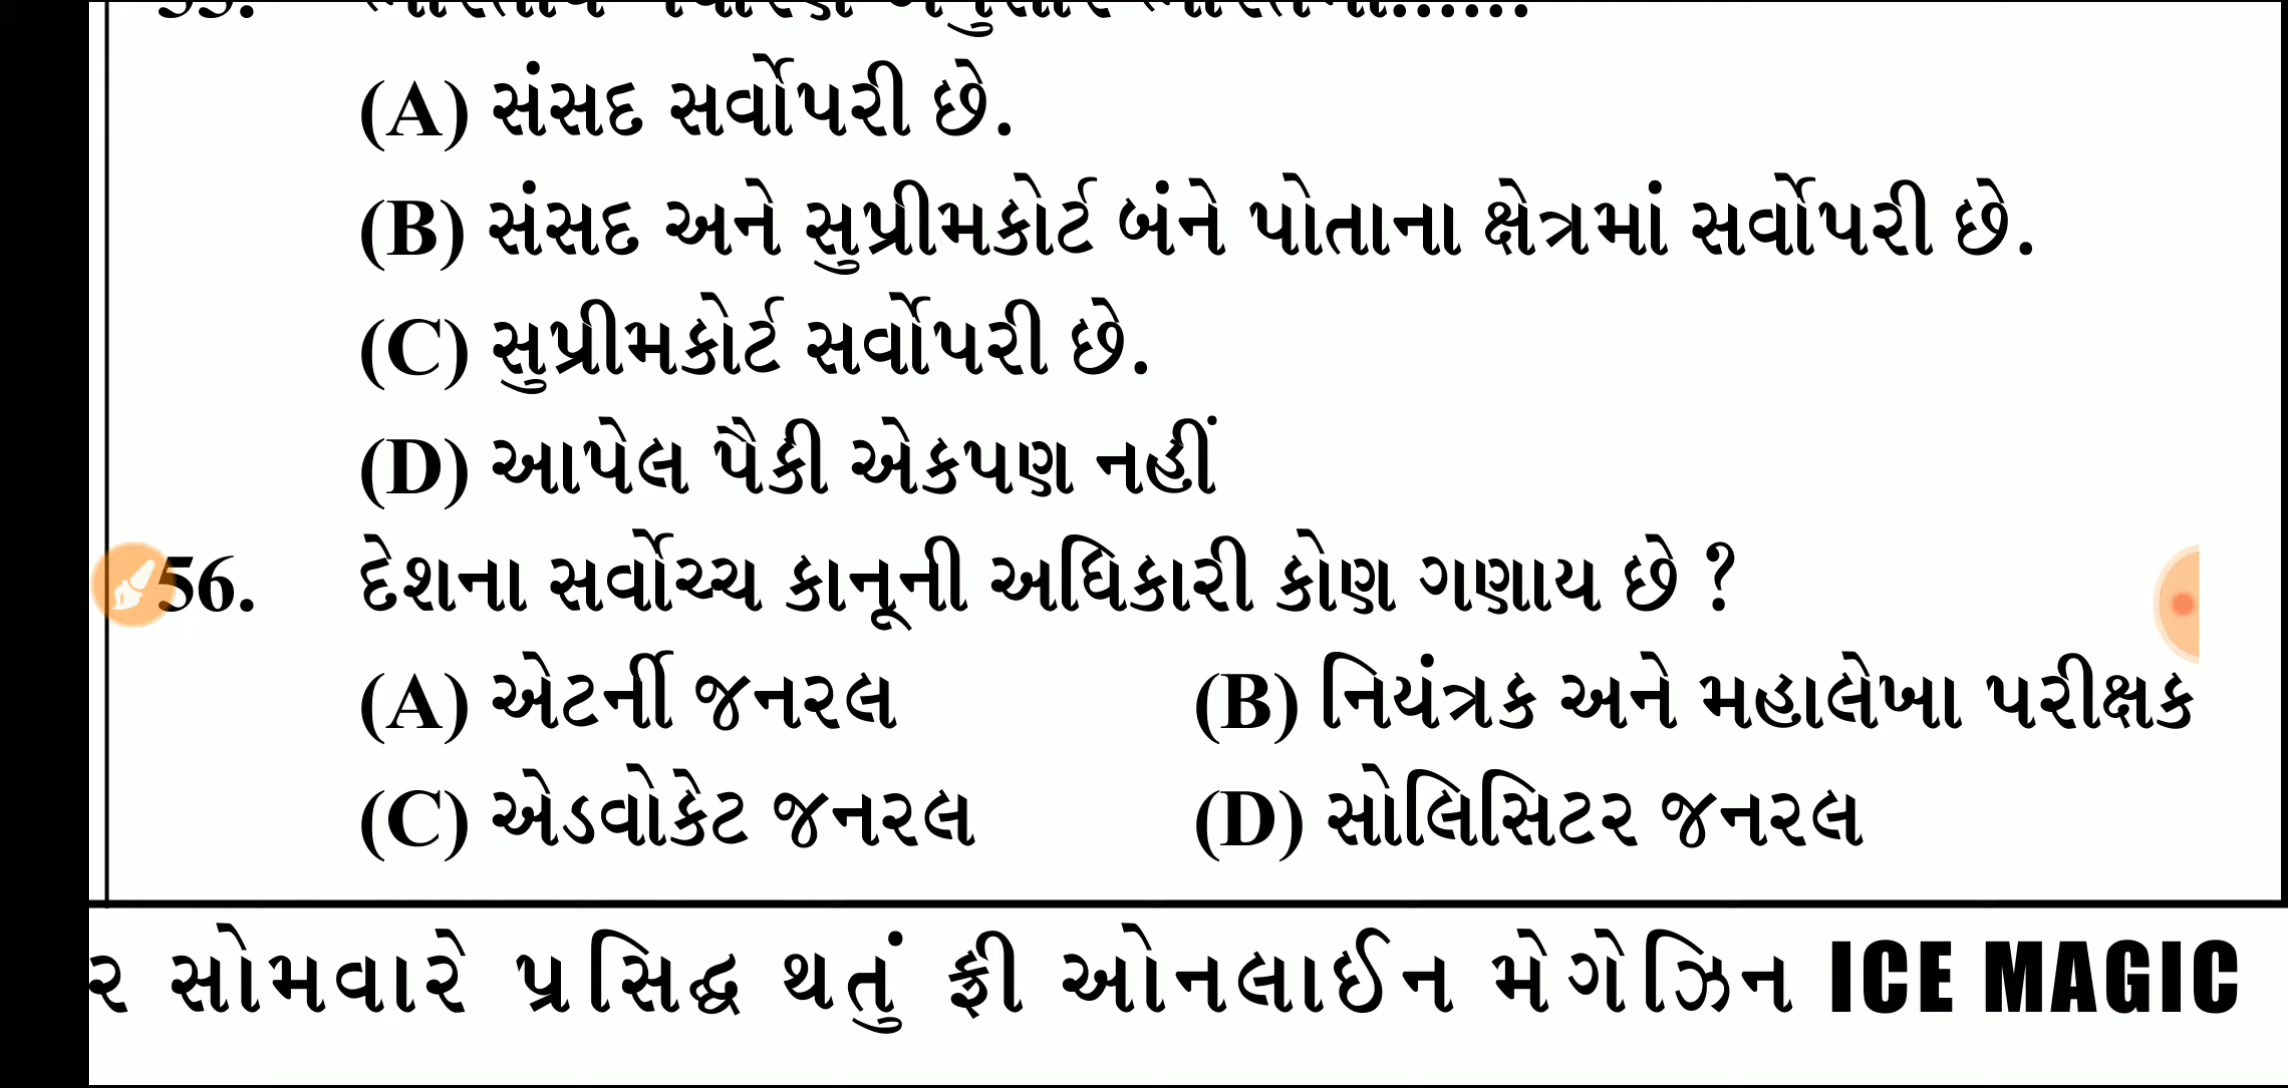 (A) સંસદ સર્વોપરી છે.
(B) સંસદ અને સુપ્રીમકોર્ટ બંને પોતાના ક્ષેત્રમાં સર્વોપરી છે.
(C) સુપ્રીમકોર્ટ સર્વોપરી છે.
(D) આપેલ પૈકી એકપણ નહીં
56. દેશના સર્વોચ્ચ કાનૂની અધિકારી કોણ ગણાય છે ?
(A) એટર્ની જનરલ (B) નિયંત્રક અને મહાલેખા પરીક્ષક
(C) એડવોકેટ જનરલ (D) સોલિસિટર જનરલ
ર સોમવારે પ્રસિદ્ધ થતું ફ્રી ઓનલાઈન મેગેઝિન ICE MAGIC